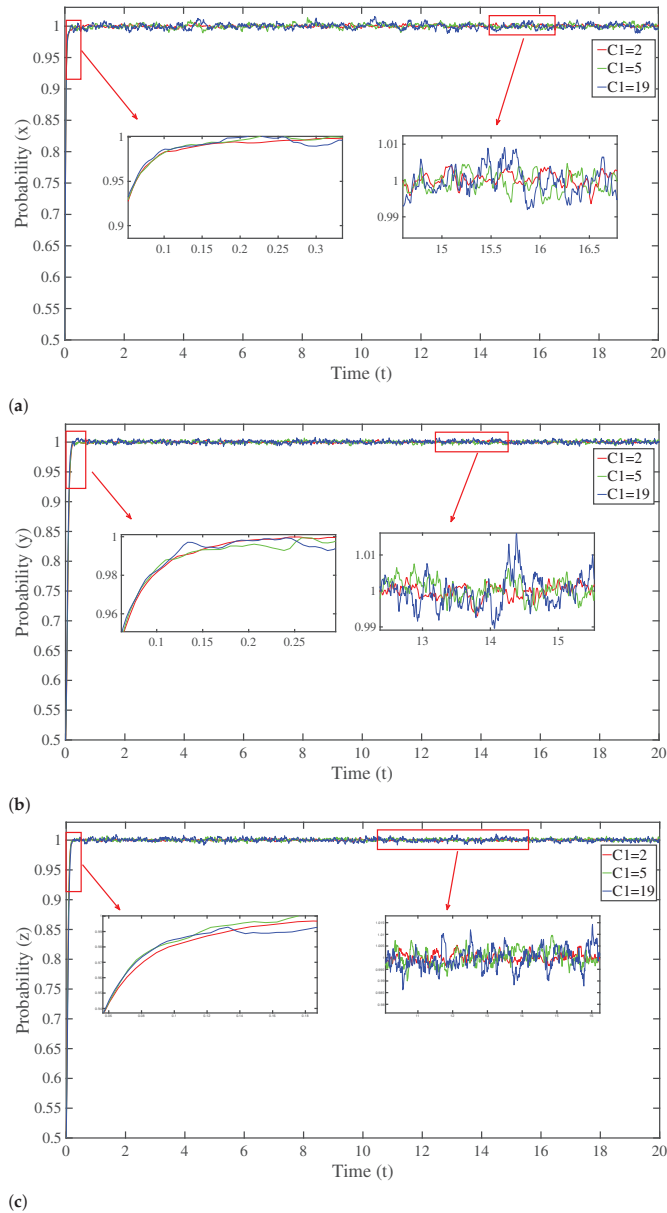 1
0.95
0.9
0.85
0.8
0.75
0.7
0.65
0.6
0.55
0.5
Probability (x)
C1=2
C1=5
C1=19
1
0.95
0.9
0.1 0.15 0.2 0.25 0.3
1.01
0.99
15 15.5 16 16.5
0 2 4 6 8 10 12 14 16 18 20
Time (t)
(a)
1
0.95
0.9
0.85
0.8
0.75
0.7
0.65
0.6
0.55
0.5
Probability (y)
C1=2
C1=5
C1=19
1
0.98
0.96
0.1 0.15 0.2 0.25
1.01
1
0.99
13 14 15
0 2 4 6 8 10 12 14 16 18 20
Time (t)
(b)
1
0.95
0.9
0.85
0.8
0.75
0.7
0.65
0.6
0.55
0.5
Probability (z)
C1=2
C1=5
C1=19
0 2 4 6 8 10 12 14 16 18 20
Time (t)
(c)